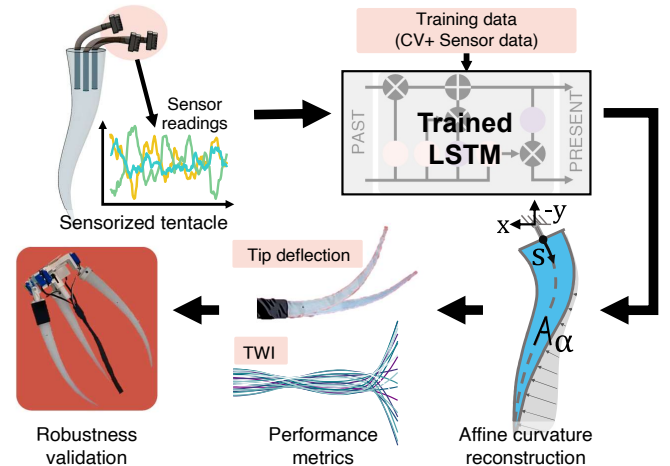 Training data
(CV+ Sensor data)
Sensor
readings
PAST
Trained
LSTM
PRESENT
Sensorized tentacle
-y
x
s
α
Tip deflection
TWI
Robustness
validation
Performance
metrics
Affine curvature
reconstruction